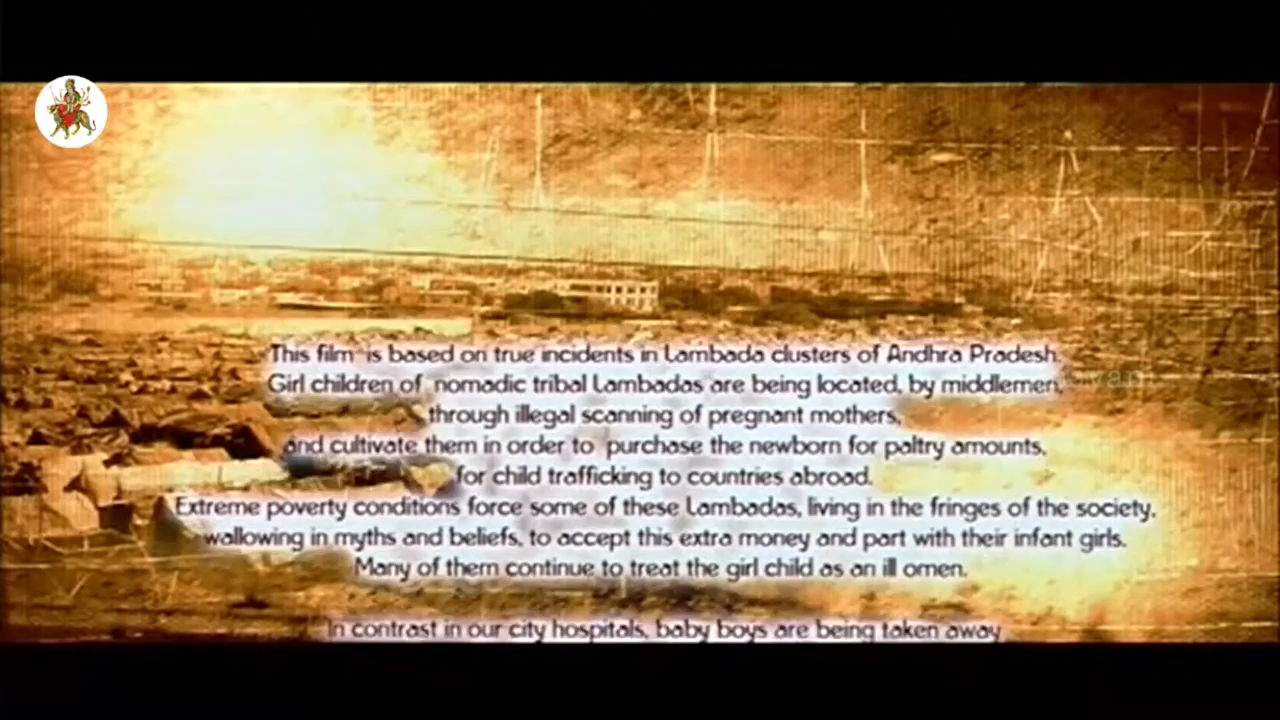 This film is based on true incidents in Lambada clusters of Andhra Pradesh.
Girl children of nomadic tribal Lambadas are being located, by middlemen,
through illegal scanning of pregnant mothers,
and cultivate them in order to purchase the newborn for paltry amounts,
for child trafficking to countries abroad.
Extreme poverty conditions force some of these Lambadas, living in the fringes of the society,
wallowing in myths and beliefs, to accept this extra money and part with their infant girls.
Many of them continue to treat the girl child as an ill omen.
In contrast in our city hospitals, baby boys are being taken away